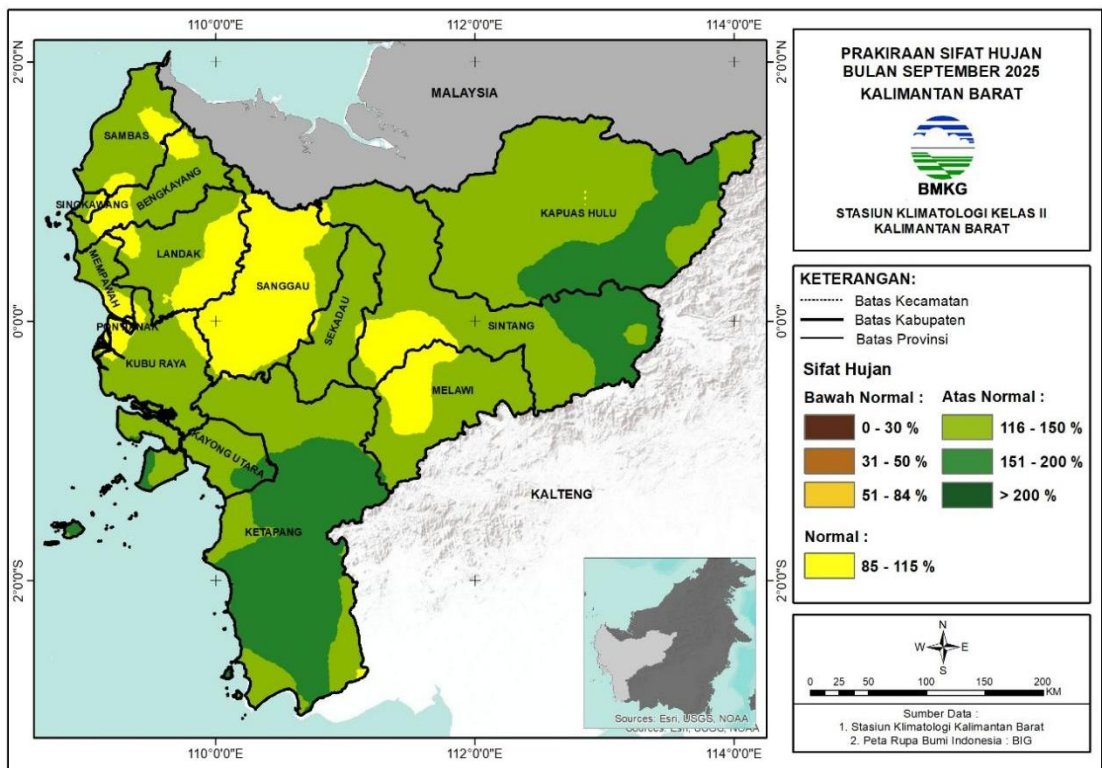 110°0'0"E
112°0'0"E
114°0'0"E
2°0'0"N
0°0'0"
2°0'0"S
2°0'0"N
0°0'0"
2°0'0"S
110°0'0"E
112°0'0"E
114°0'0"E
MALAYSIA
SAMBAS
BENGKAYANG
SINGKAWANG
LANDAK
MEMPAWAH
SANGGAU
KAPUAS HULU
SEKADAU
SINTANG
PONTIANAK
KUBU RAYA
MELAWI
KAYONG UTARA
KETAPANG
KALTENG
Sources: Esri, USGS, NOAA
Sources: Esri, USGS, NOAA
PRAKIRAAN SIFAT HUJAN
BULAN SEPTEMBER 2025
KALIMANTAN BARAT
BMKG
STASIUN KLIMATOLOGI KELAS II
KALIMANTAN BARAT
KETERANGAN:
Batas Kecamatan
Batas Kabupaten
Batas Provinsi
Sifat Hujan
Bawah Normal :
0 - 30 %
31 - 50 %
51 - 84 %
Atas Normal :
116 - 150 %
151 - 200 %
> 200 %
Normal :
85 - 115 %
N
W E
S
0 25 50 100 150 200
KM
Sumber Data :
1. Stasiun Klimatologi Kalimantan Barat
2. Peta Rupa Bumi Indonesia : BIG